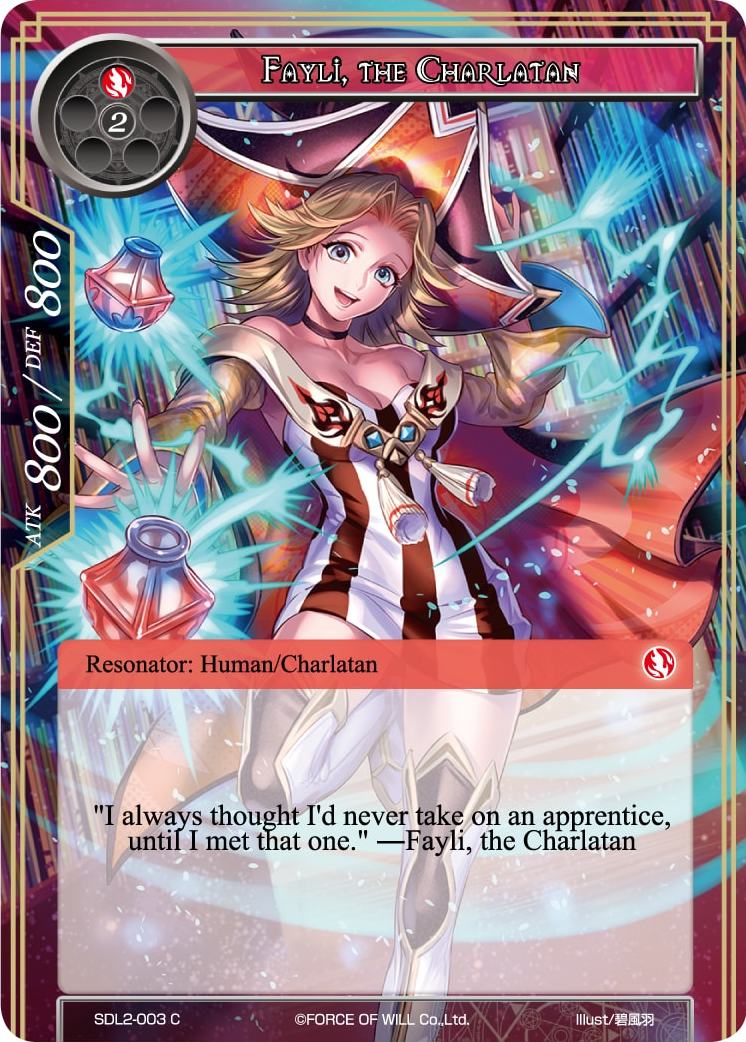 Fayli, the Charlatan
2
ATK 800 / DEF 800
Resonator: Human/Charlatan
"I always thought I'd never take on an apprentice,
until I met that one." —Fayli, the Charlatan
SDL2-003 C
©FORCE OF WILL Co.,Ltd.
Illust/碧風羽